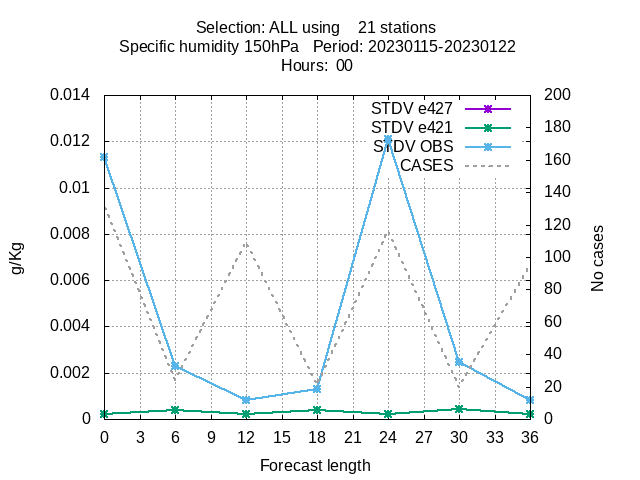 Selection: ALL using    21 stations
Specific humidity 150hPa   Period: 20230115-20230122
Hours:  00
STDV e427
STDV e421
STDV OBS
CASES
0.014
0.012
0.01
0.008
0.006
0.004
0.002
0
200
180
160
140
120
100
80
60
40
20
0
g/Kg
No cases
0 3 6 9 12 15 18 21 24 27 30 33 36
Forecast length